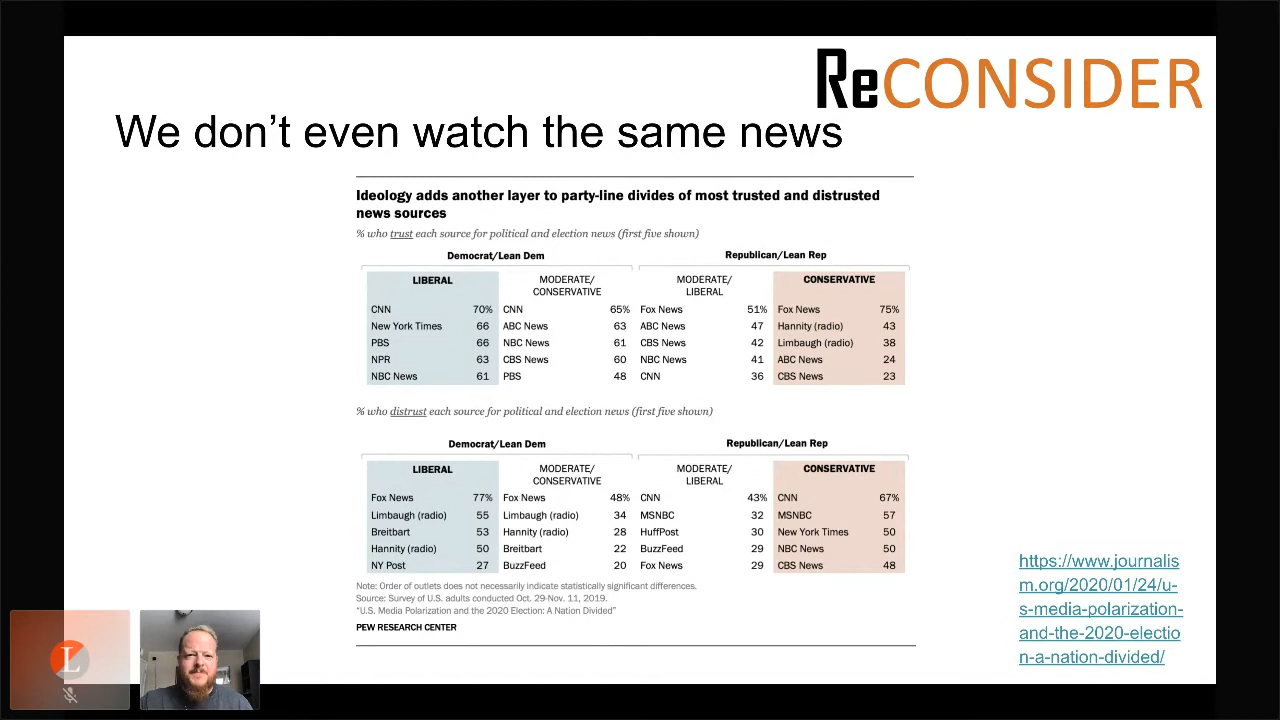 ReCONSIDER
We don't even watch the same news
Ideology adds another layer to party-line divides of most trusted and distrusted
news sources
% who trust each source for political and election news (first five shown)
Democrat/Lean Dem Republican/Lean Rep
LIBERAL MODERATE/ MODERATE/ CONSERVATIVE
CONSERVATIVE LIBERAL
CNN 70% CNN 65% Fox News 51% Fox News 75%
New York Times 66 ABC News 63 ABC News 47 Hannity (radio) 43
PBS 66 NBC News 61 CBS News 42 Limbaugh (radio) 38
NPR 63 CBS News 60 NBC News 41 ABC News 24
NBC News 61 PBS 48 CNN 36 CBS News 23
% who distrust each source for political and election news (first five shown)
Democrat/Lean Dem Republican/Lean Rep
LIBERAL MODERATE/ MODERATE/ CONSERVATIVE
CONSERVATIVE LIBERAL
Fox News 77% Fox News 48% CNN 43% CNN 67%
Limbaugh (radio) 55 Limbaugh (radio) 34 MSNBC 32 MSNBC 57
Breitbart 53 Hannity (radio) 28 HuffPost 30 New York Times 50
Hannity (radio) 50 Breitbart 22 BuzzFeed 29 NBC News 50
NY Post 27 BuzzFeed 20 Fox News 29 CBS News 48
Note: Order of outlets does not necessarily indicate statistically significant differences.
Source: Survey of U.S. adults conducted Oct. 29-Nov. 11, 2019.
"U.S. Media Polarization and the 2020 Election: A Nation Divided"
PEW RESEARCH CENTER
https://www.journalis
m.org/2020/01/24/u-
s-media-polarization-
and-the-2020-electio
n-a-nation-divided/
L